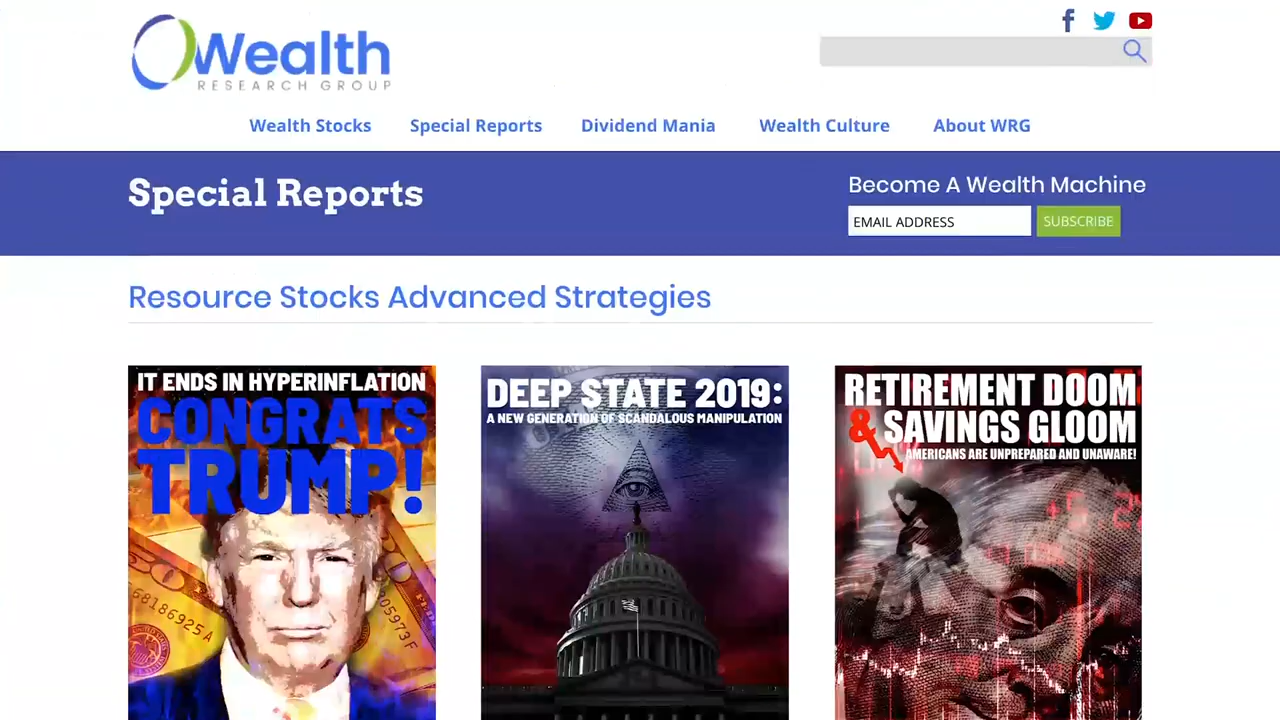 Wealth
RESEARCH GROUP
Wealth Stocks Special Reports Dividend Mania Wealth Culture About WRG
Special Reports
Become A Wealth Machine
EMAIL ADDRESS SUBSCRIBE
Resource Stocks Advanced Strategies
IT ENDS IN HYPERINFLATION
CONGRATS
TRUMP!
68186925A
05973F
DEEP STATE 2019:
A NEW GENERATION OF SCANDALOUS MANIPULATION
RETIREMENT DOOM
& SAVINGS GLOOM
AMERICANS ARE UNPREPARED AND UNAWARE!